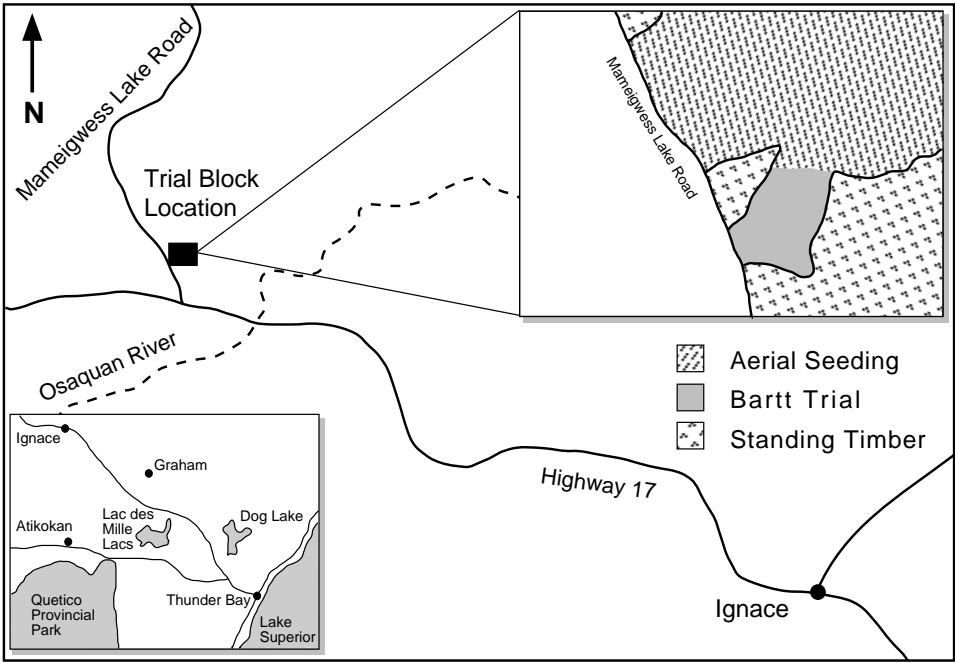 N
Mameigwess Lake Road
Trial Block
Location
Mameigwess Lake Road
Osaquan River
Aerial Seeding
Bartt Trial
Standing Timber
Highway 17
Ignace
Ignace
Graham
Lac des
Mille
Lacs
Dog Lake
Atikokan
Thunder Bay
Quetico
Provincial
Park
Lake
Superior